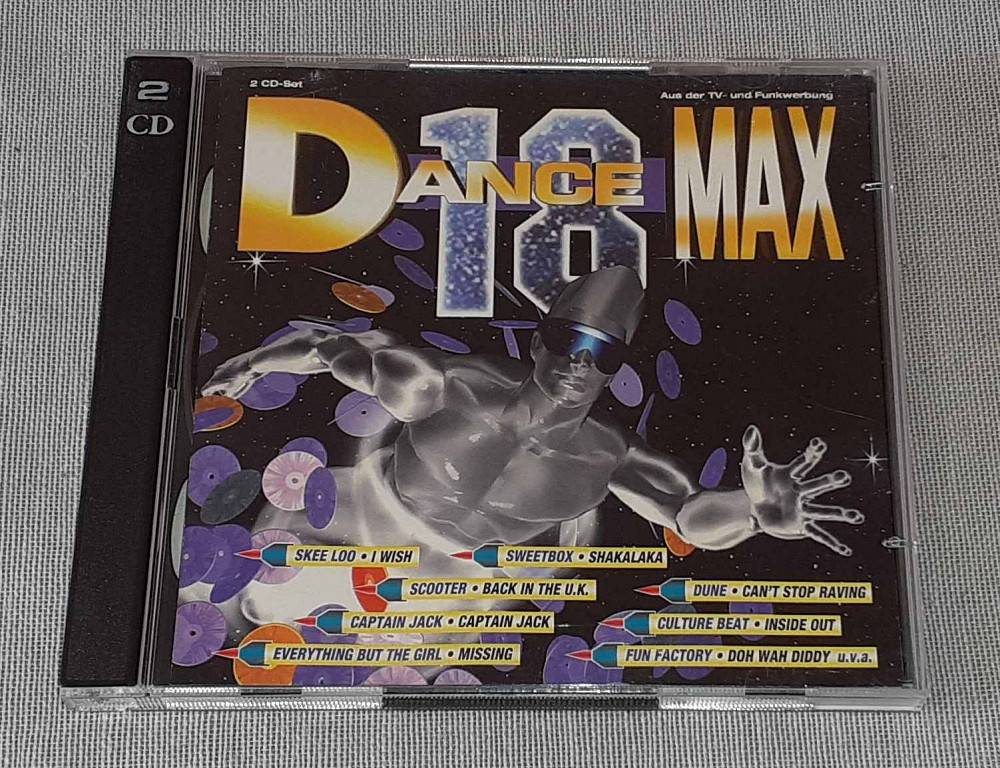 2
CD
2 CD-Set
Aus der TV- und Funkwerbung
DANCE 18 MAX
SKEE LOO • I WISH
SWEETBOX • SHAKALAKA
SCOOTER • BACK IN THE U.K.
DUNE • CAN'T STOP RAVING
CAPTAIN JACK • CAPTAIN JACK
CULTURE BEAT • INSIDE OUT
EVERYTHING BUT THE GIRL • MISSING
FUN FACTORY • DOH WAH DIDDY u.v.a.